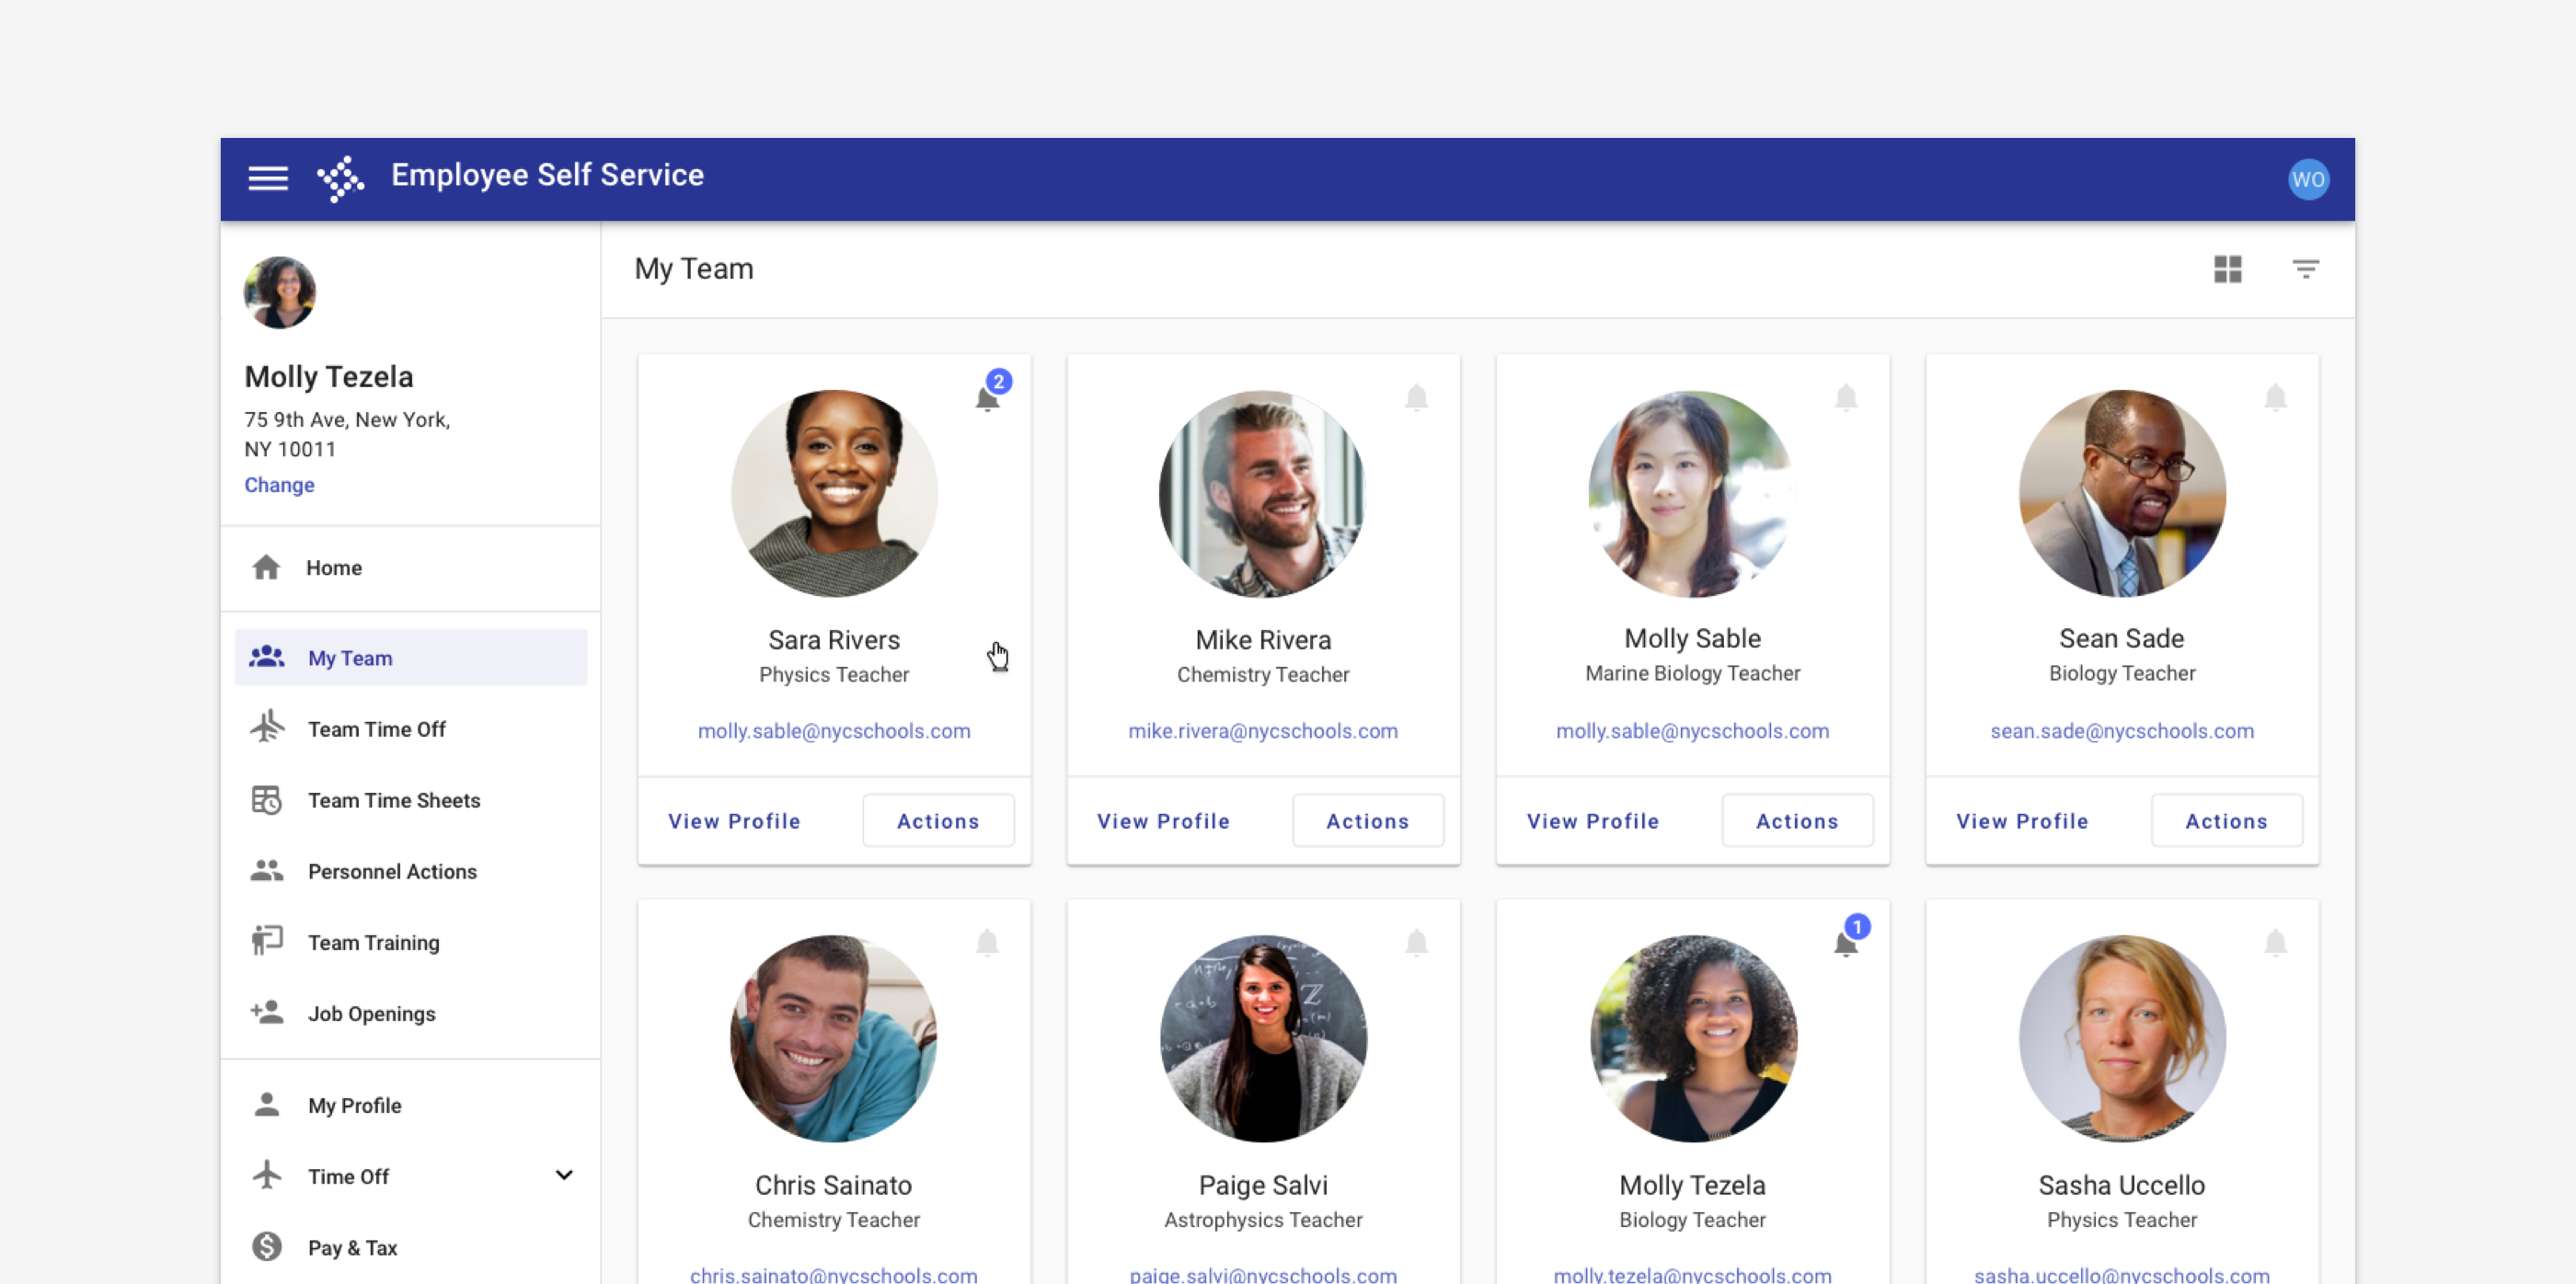 Employee Self Service
WO
Molly Tezela
75 9th Ave, New York,
NY 10011
Change
Home
My Team
Team Time Off
Team Time Sheets
Personnel Actions
Team Training
Job Openings
My Profile
Time Off
Pay & Tax
My Team
2
Sara Rivers
Physics Teacher
molly.sable@nycschools.com
View Profile
Actions
Mike Rivera
Chemistry Teacher
mike.rivera@nycschools.com
View Profile
Actions
Molly Sable
Marine Biology Teacher
molly.sable@nycschools.com
View Profile
Actions
Sean Sade
Biology Teacher
sean.sade@nycschools.com
View Profile
Actions
Chris Sainato
Chemistry Teacher
chris.sainato@nycschools.com
Paige Salvi
Astrophysics Teacher
paige.salvi@nycschools.com
1
Molly Tezela
Biology Teacher
molly.tezela@nycschools.com
Sasha Uccello
Physics Teacher
sasha.uccello@nycschools.com